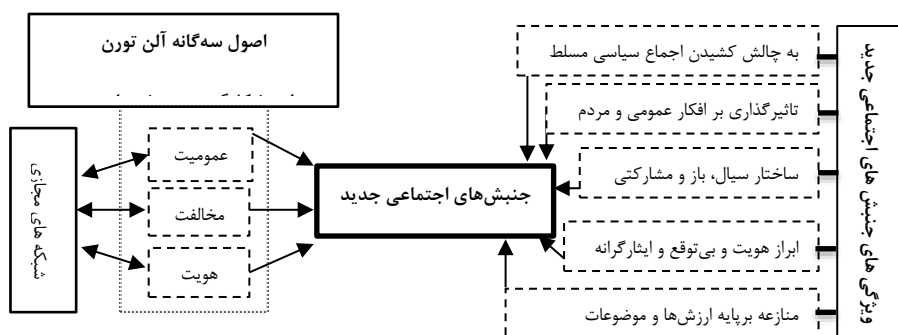 اصول سه‌گانه آلن تورن
ویژگی های جنبش های اجتماعی جدید
به چالش کشیدن اجماع سیاسی مسلط
تاثیرگذاری بر افکار عمومی و مردم
ساختار سیال، باز و مشارکتی
ابراز هویت و بی‌توقع و ایثارگرانه
منازعه برپایه ارزش‌ها و موضوعات
جنبش‌های اجتماعی جدید
عمومیت
مخالفت
هویت
شبکه های مجازی